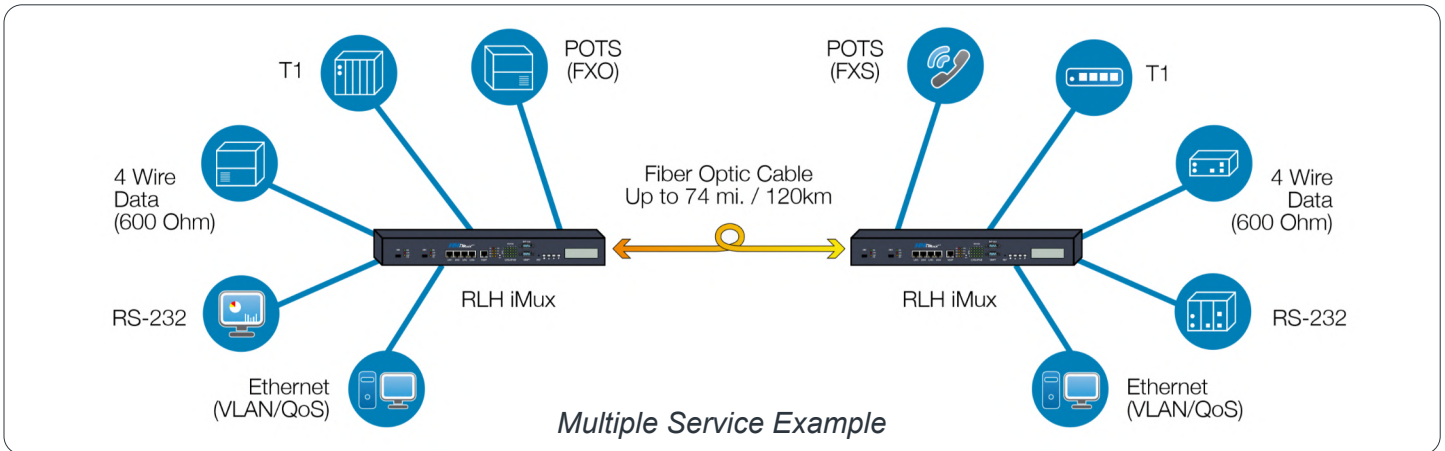 T1
POTS
(FXO)
4 Wire
Data
(600 Ohm)
RS-232
Ethernet
(VLAN/QoS)
RLH iMux
Fiber Optic Cable
Up to 74 mi. / 120km
POTS
(FXS)
T1
4 Wire
Data
(600 Ohm)
RS-232
Ethernet
(VLAN/QoS)
RLH iMux
Multiple Service Example